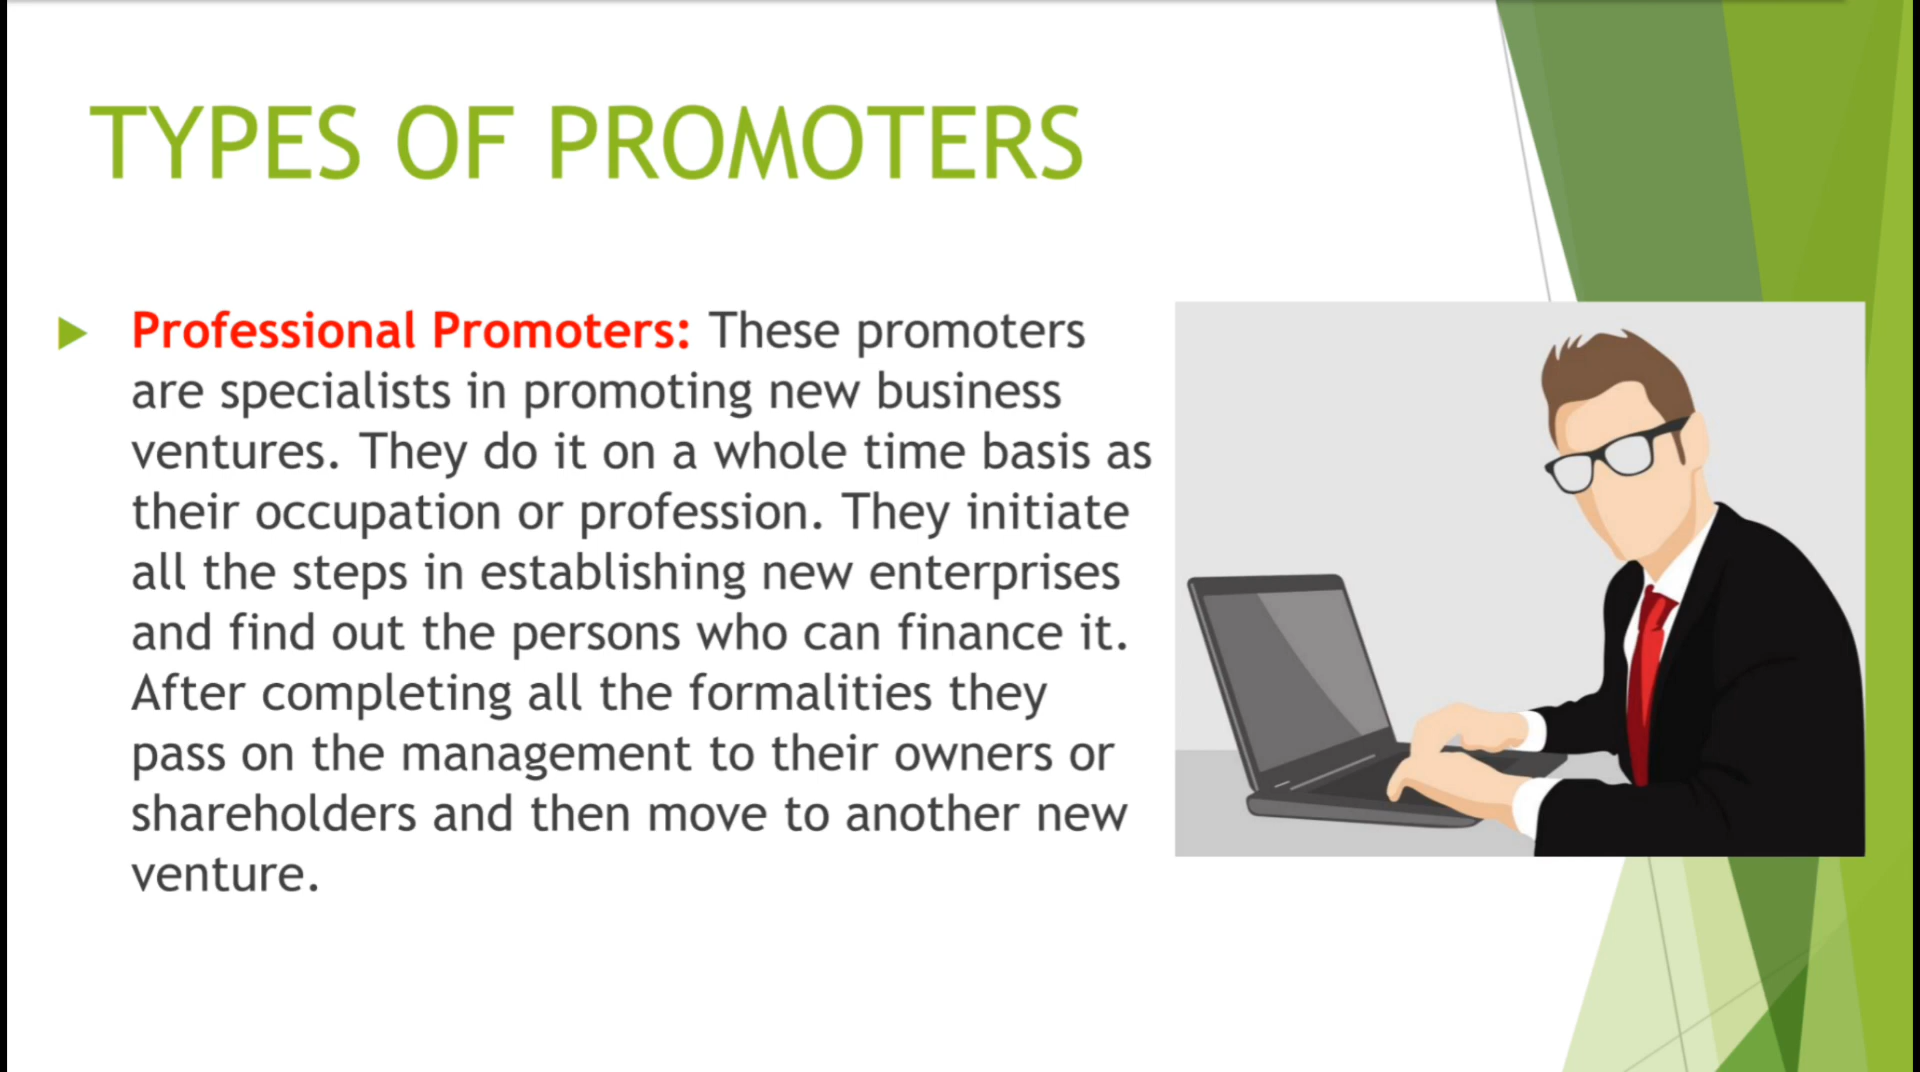 TYPES OF PROMOTERS
Professional Promoters: These promoters
are specialists in promoting new business
ventures. They do it on a whole time basis as
their occupation or profession. They initiate
all the steps in establishing new enterprises
and find out the persons who can finance it.
After completing all the formalities they
pass on the management to their owners or
shareholders and then move to another new
venture.